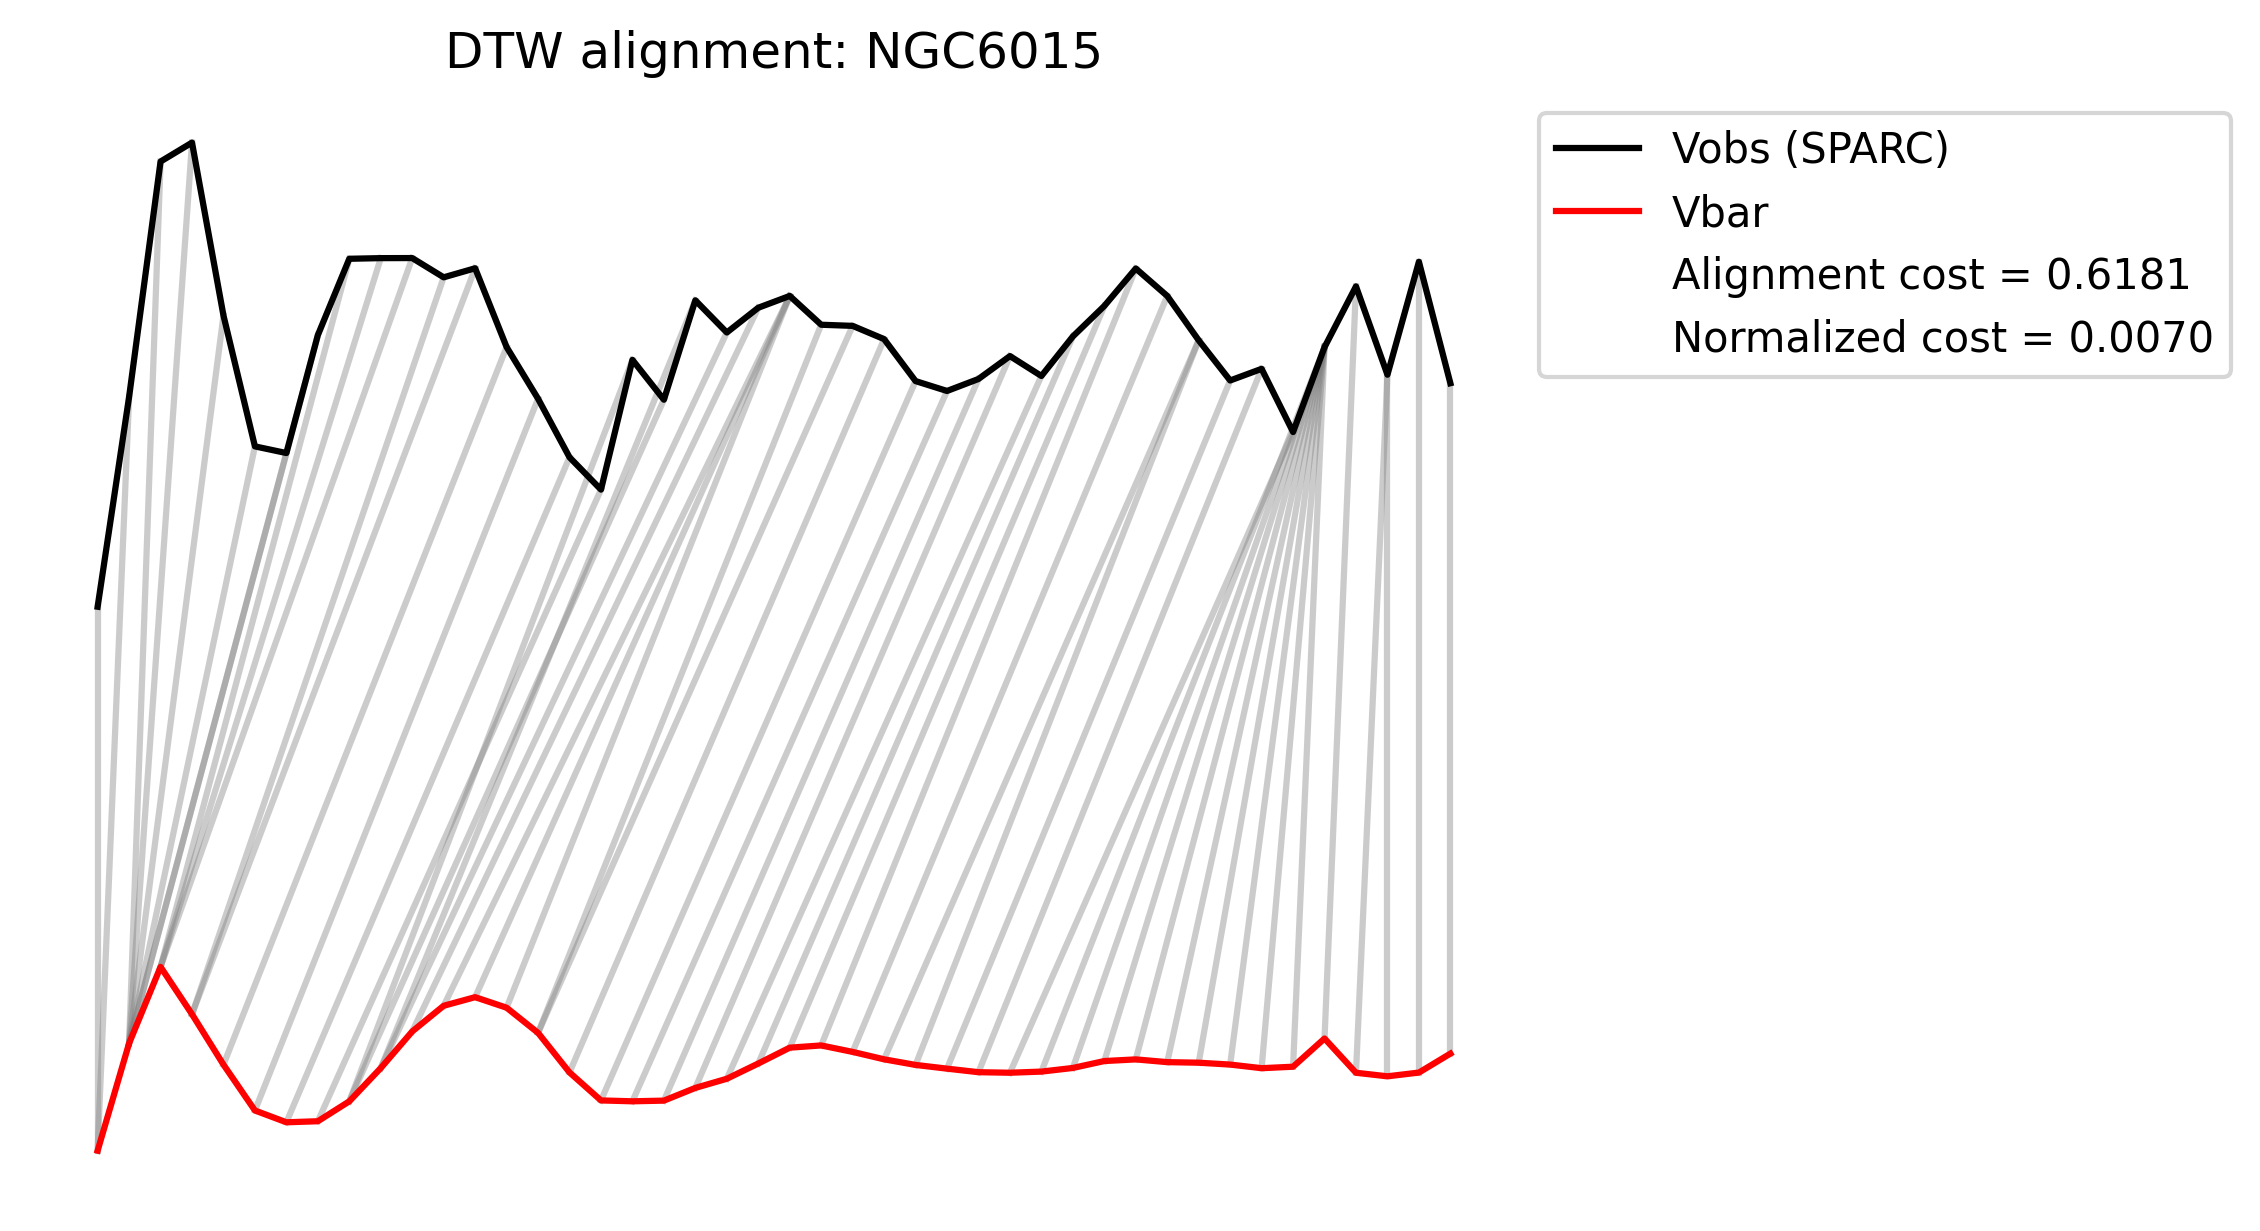 DTW alignment: NGC6015
Vobs (SPARC)
Vbar
Alignment cost = 0.6181
Normalized cost = 0.0070